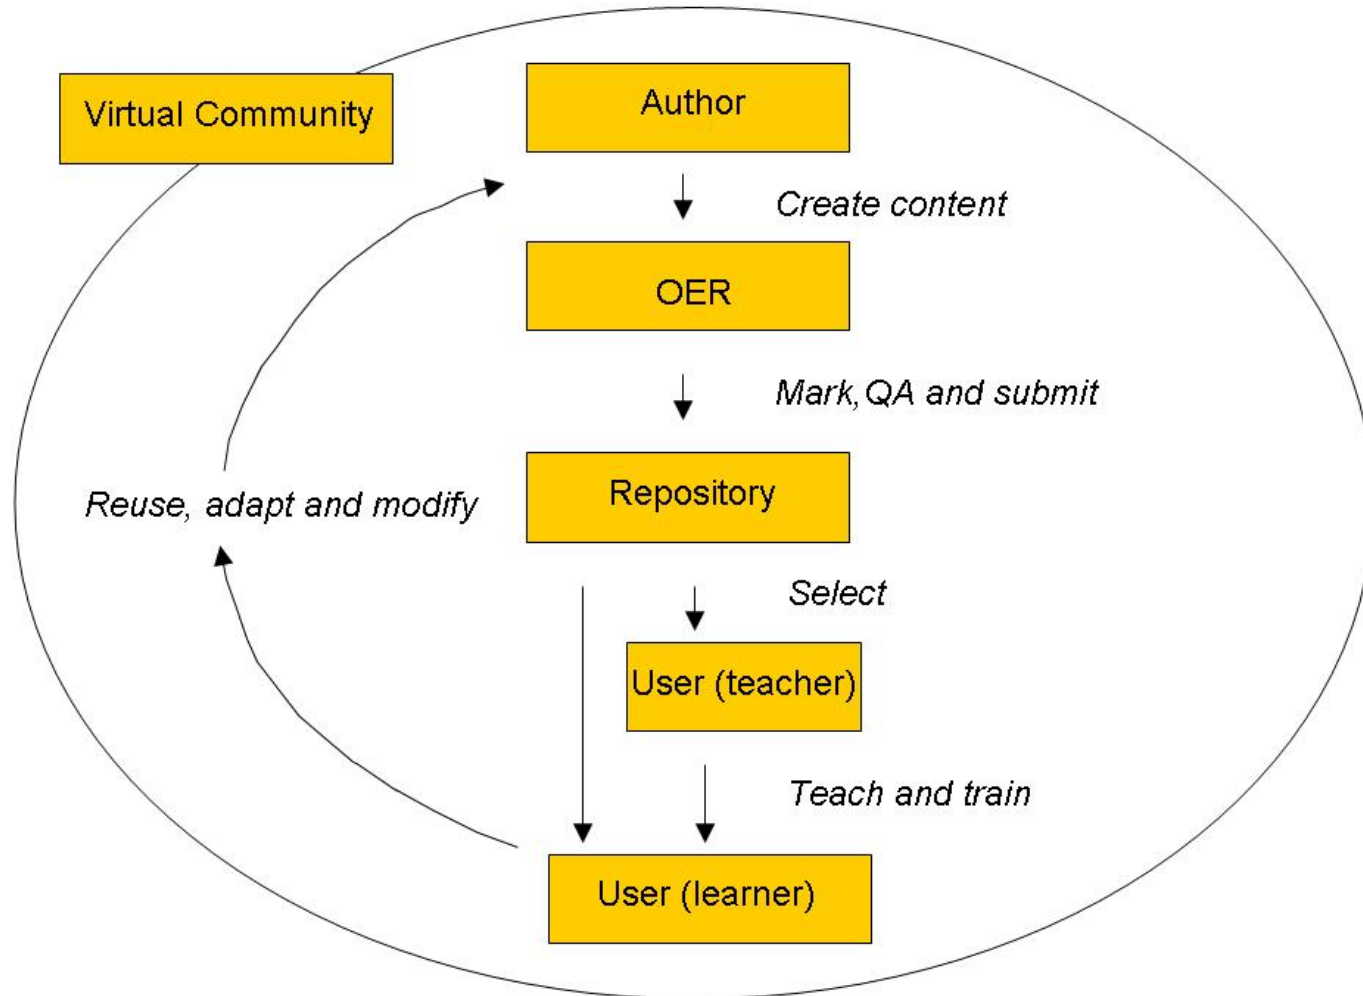 Virtual Community
Author
Create content
OER
Mark,QA and submit
Repository
Reuse, adapt and modify
Select
User (teacher)
Teach and train
User (learner)